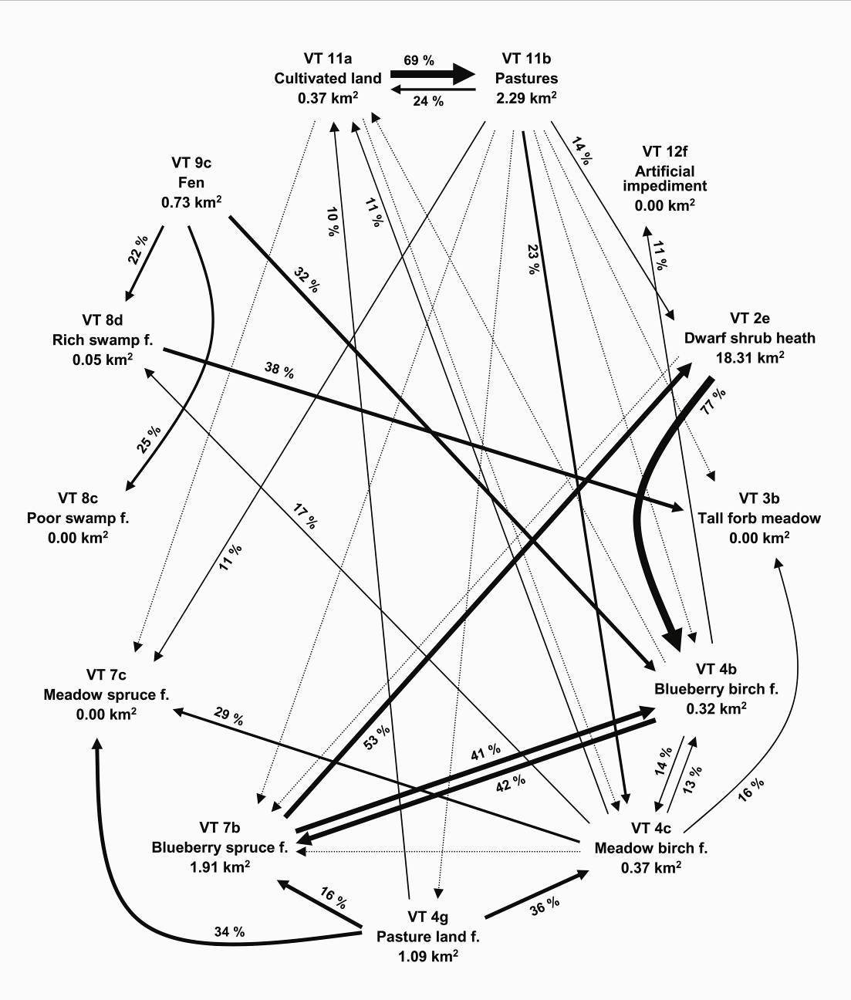 VT 11a
Cultivated land
0.37 km²
69 %
24 %
VT 11b
Pastures
2.29 km²
14 %
VT 12f
Artificial
impediment
0.00 km²
VT 9c
Fen
0.73 km²
10 %
11 %
23 %
11 %
22 %
32 %
VT 8d
Rich swamp f.
0.05 km²
38 %
VT 2e
Dwarf shrub heath
18.31 km²
77 %
25 %
VT 8c
Poor swamp f.
0.00 km²
17 %
11 %
VT 3b
Tall forb meadow
0.00 km²
VT 7c
Meadow spruce f.
0.00 km²
29 %
53 %
41 %
42 %
VT 4b
Blueberry birch f.
0.32 km²
14 %
13 %
16 %
VT 7b
Blueberry spruce f.
1.91 km²
VT 4c
Meadow birch f.
0.37 km²
16 %
36 %
34 %
VT 4g
Pasture land f.
1.09 km²